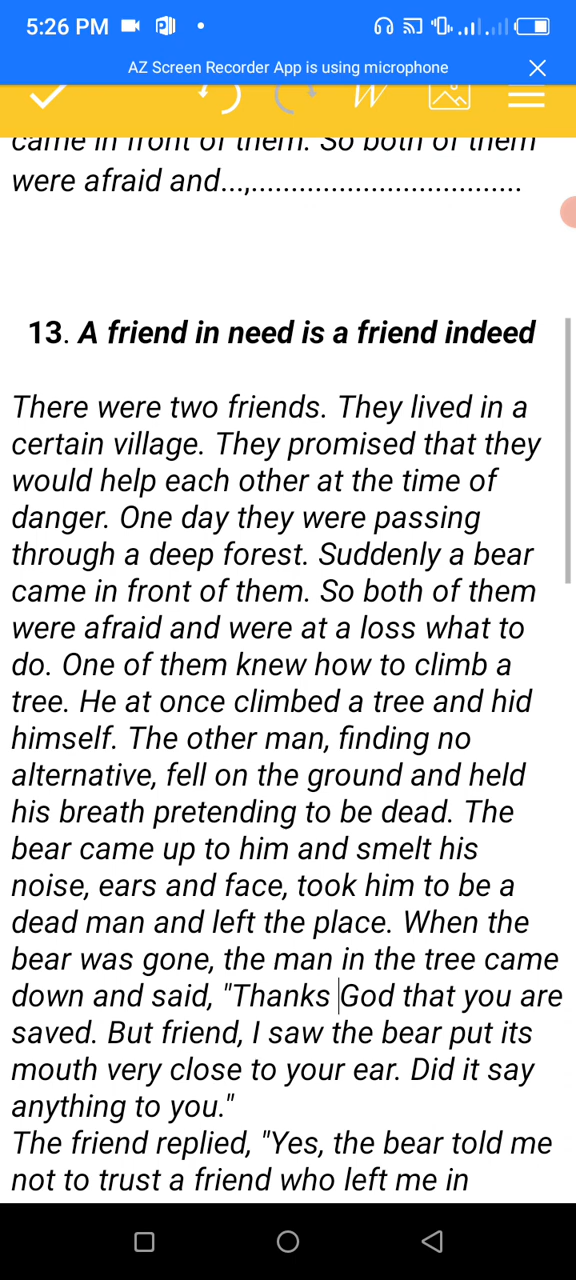 5:26 PM
AZ Screen Recorder App is using microphone
came in front of them. So both of them
were afraid and...,..................................
13. A friend in need is a friend indeed
There were two friends. They lived in a
certain village. They promised that they
would help each other at the time of
danger. One day they were passing
through a deep forest. Suddenly a bear
came in front of them. So both of them
were afraid and were at a loss what to
do. One of them knew how to climb a
tree. He at once climbed a tree and hid
himself. The other man, finding no
alternative, fell on the ground and held
his breath pretending to be dead. The
bear came up to him and smelt his
noise, ears and face, took him to be a
dead man and left the place. When the
bear was gone, the man in the tree came
down and said, "Thanks God that you are
saved. But friend, I saw the bear put its
mouth very close to your ear. Did it say
anything to you."
The friend replied, "Yes, the bear told me
not to trust a friend who left me in